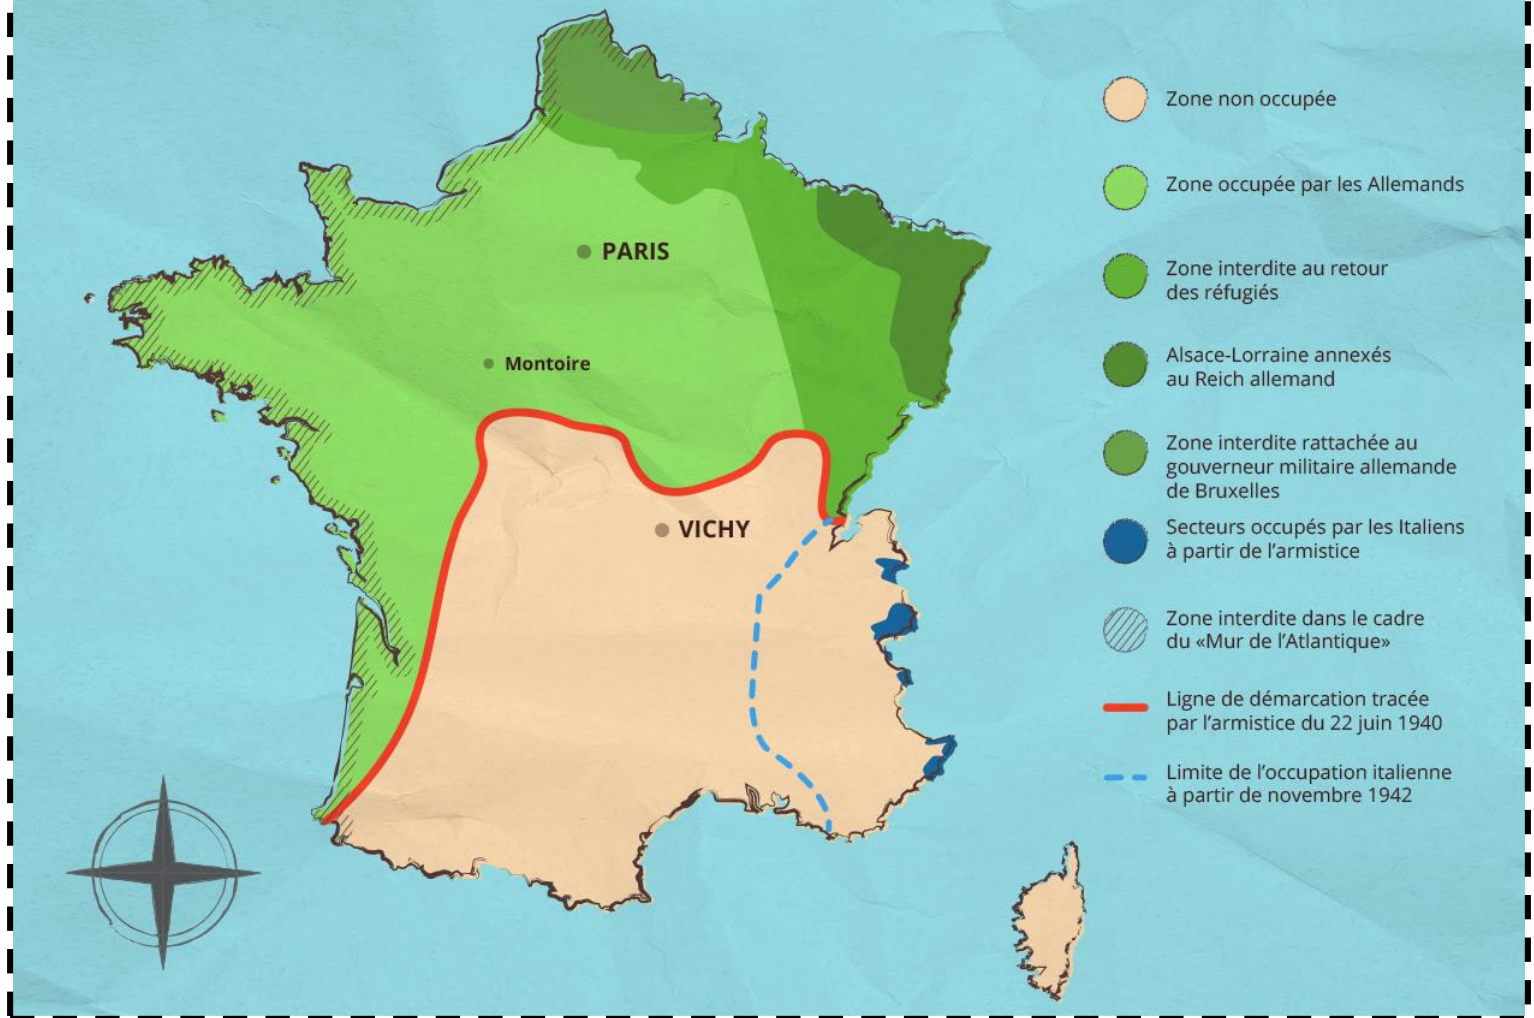 PARIS
Montoire
VICHY
Zone non occupée
Zone occupée par les Allemands
Zone interdite au retour
des réfugiés
Alsace-Lorraine annexés
au Reich allemand
Zone interdite rattachée au
gouverneur militaire allemande
de Bruxelles
Secteurs occupés par les Italiens
à partir de l’armistice
Zone interdite dans le cadre
du «Mur de l’Atlantique»
Ligne de démarcation tracée
par l’armistice du 22 juin 1940
Limite de l’occupation italienne
à partir de novembre 1942